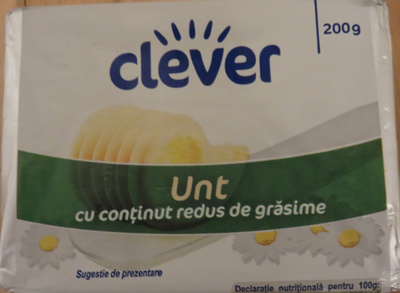 clever
200g
Unt
cu conținut redus de grăsime
Sugestie de prezentare
Declarație nutrițională pentru 100g: